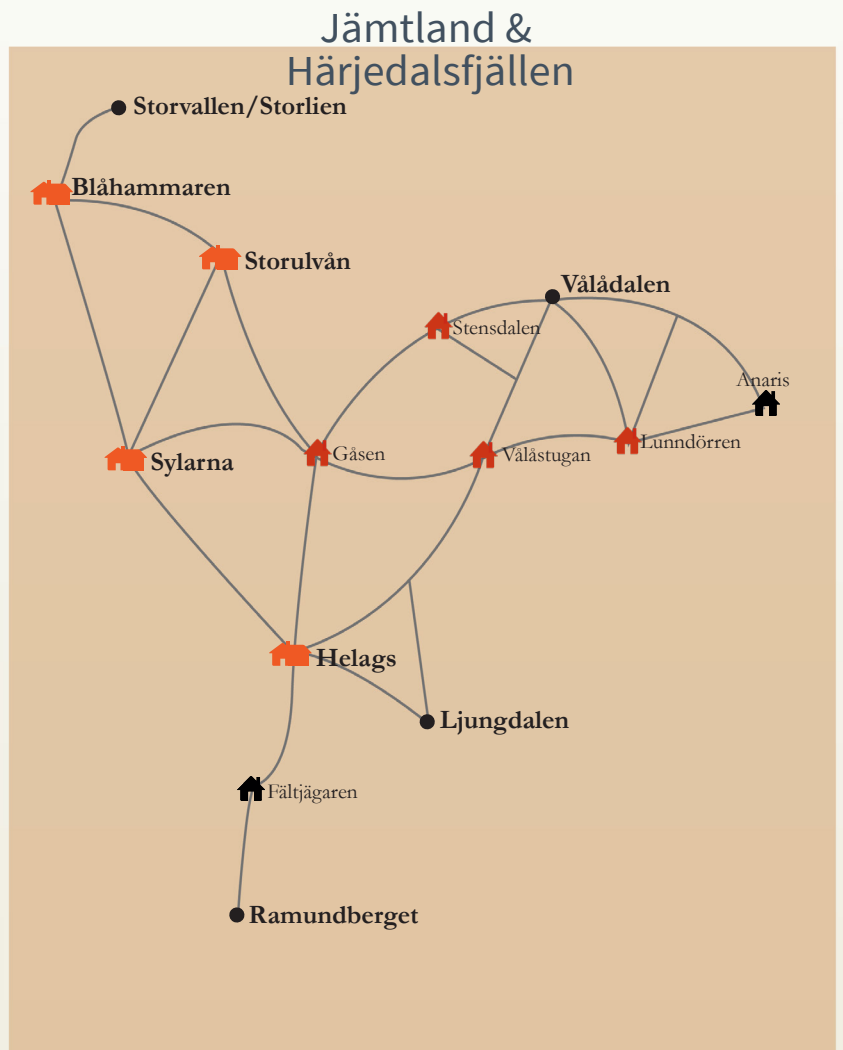 Jämtland &
Härjedalsfjällen
Storvallen/Storlien
Blåhammaren
Storulvån
Vålådalen
Stensdalen
Anaris
Lunndörren
Gåsen
Vålåstugan
Sylarna
Helags
Ljungdalen
Fältjägaren
Ramundberget